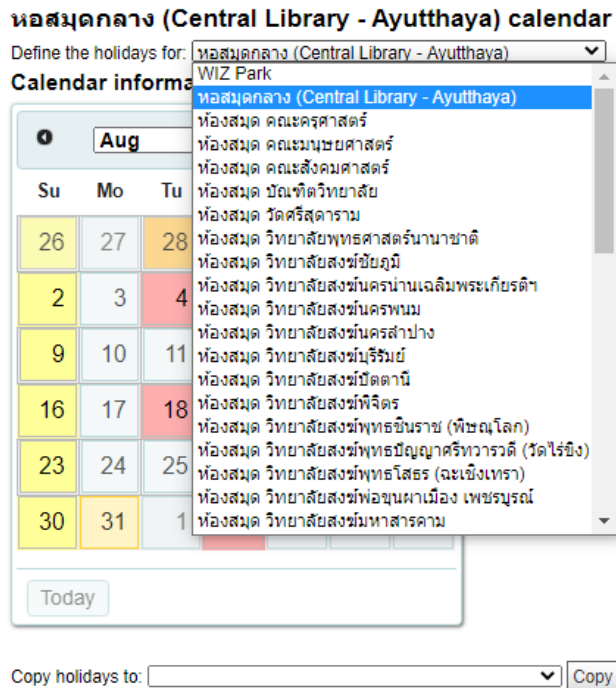 หอสมุดกลาง (Central Library - Ayutthaya) calendar
Define the holidays for: หอสมุดกลาง (Central Library - Ayutthaya)
Calendar informa
WIZ Park
หอสมุดกลาง (Central Library - Ayutthaya)
ห้องสมุด คณะครุศาสตร์
ห้องสมุด คณะมนุษยศาสตร์
ห้องสมุด คณะสังคมศาสตร์
ห้องสมุด บัณฑิตวิทยาลัย
ห้องสมุด วัดศรีสุดาราม
ห้องสมุด วิทยาลัยพุทธศาสตร์นานาชาติ
ห้องสมุด วิทยาลัยสงฆ์ชัยภูมิ
ห้องสมุด วิทยาลัยสงฆ์นครน่านเฉลิมพระเกียรติฯ
ห้องสมุด วิทยาลัยสงฆ์นครพนม
ห้องสมุด วิทยาลัยสงฆ์นครลำปาง
ห้องสมุด วิทยาลัยสงฆ์บุรีรัมย์
ห้องสมุด วิทยาลัยสงฆ์ปัตตานี
ห้องสมุด วิทยาลัยสงฆ์พิจิตร
ห้องสมุด วิทยาลัยสงฆ์พุทธชินราช (พิษณุโลก)
ห้องสมุด วิทยาลัยสงฆ์พุทธปัญญาศรีทวารวดี (วัดไร่ขิง)
ห้องสมุด วิทยาลัยสงฆ์พุทธโสธร (ฉะเชิงเทรา)
ห้องสมุด วิทยาลัยสงฆ์พ่อขุนผาเมือง เพชรบูรณ์
ห้องสมุด วิทยาลัยสงฆ์มหาสารคาม
Aug
Su Mo Tu
26 27 28
2 3 4
9 10 11
16 17 18
23 24 25
30 31 1
Today
Copy holidays to: Copy